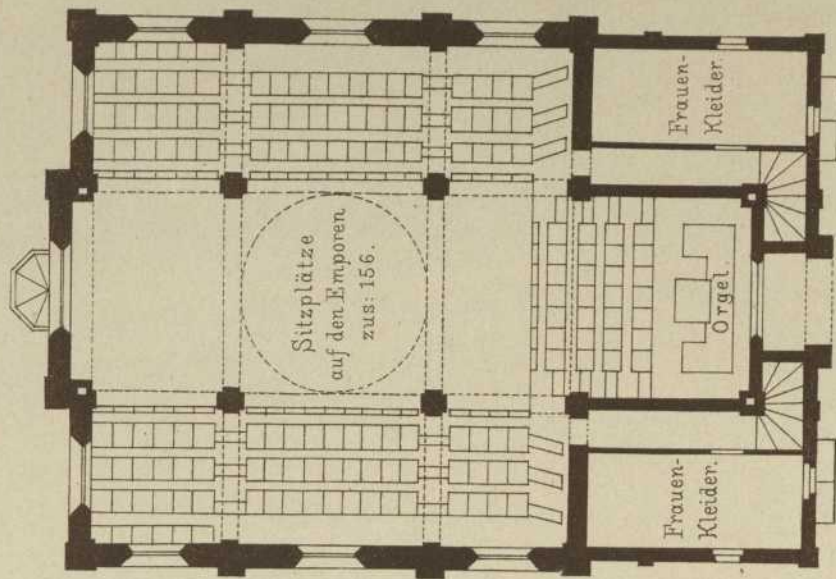 Frauen-
Kleider.
Sitzplätze
auf den Emporen
zus: 156.
Orgel.
Frauen-
Kleider.